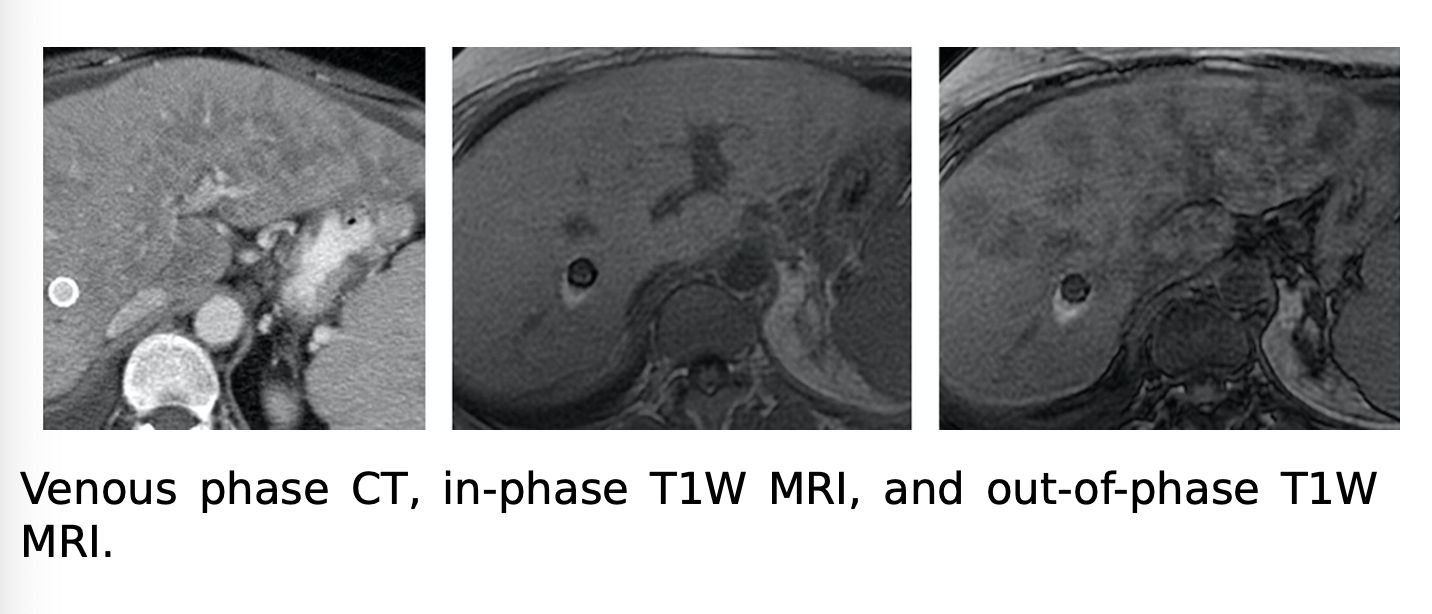 Venous phase CT, in-phase T1W MRI, and out-of-phase T1W
MRI.